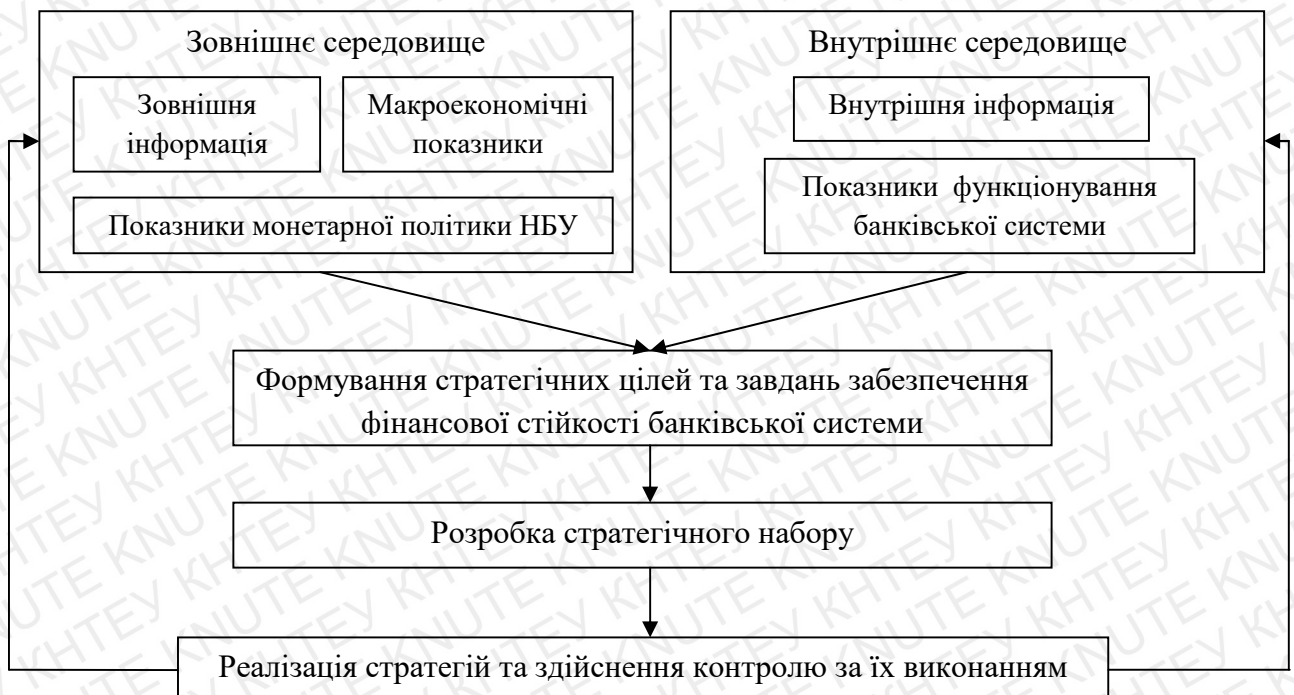 Зовнішнє середовище
Зовнішня
інформація
Макроекономічні
показники
Показники монетарної політики НБУ
Внутрішнє середовище
Внутрішня інформація
Показники функціонування
банківської системи
Формування стратегічних цілей та завдань забезпечення
фінансової стійкості банківської системи
Розробка стратегічного набору
Реалізація стратегій та здійснення контролю за їх виконанням